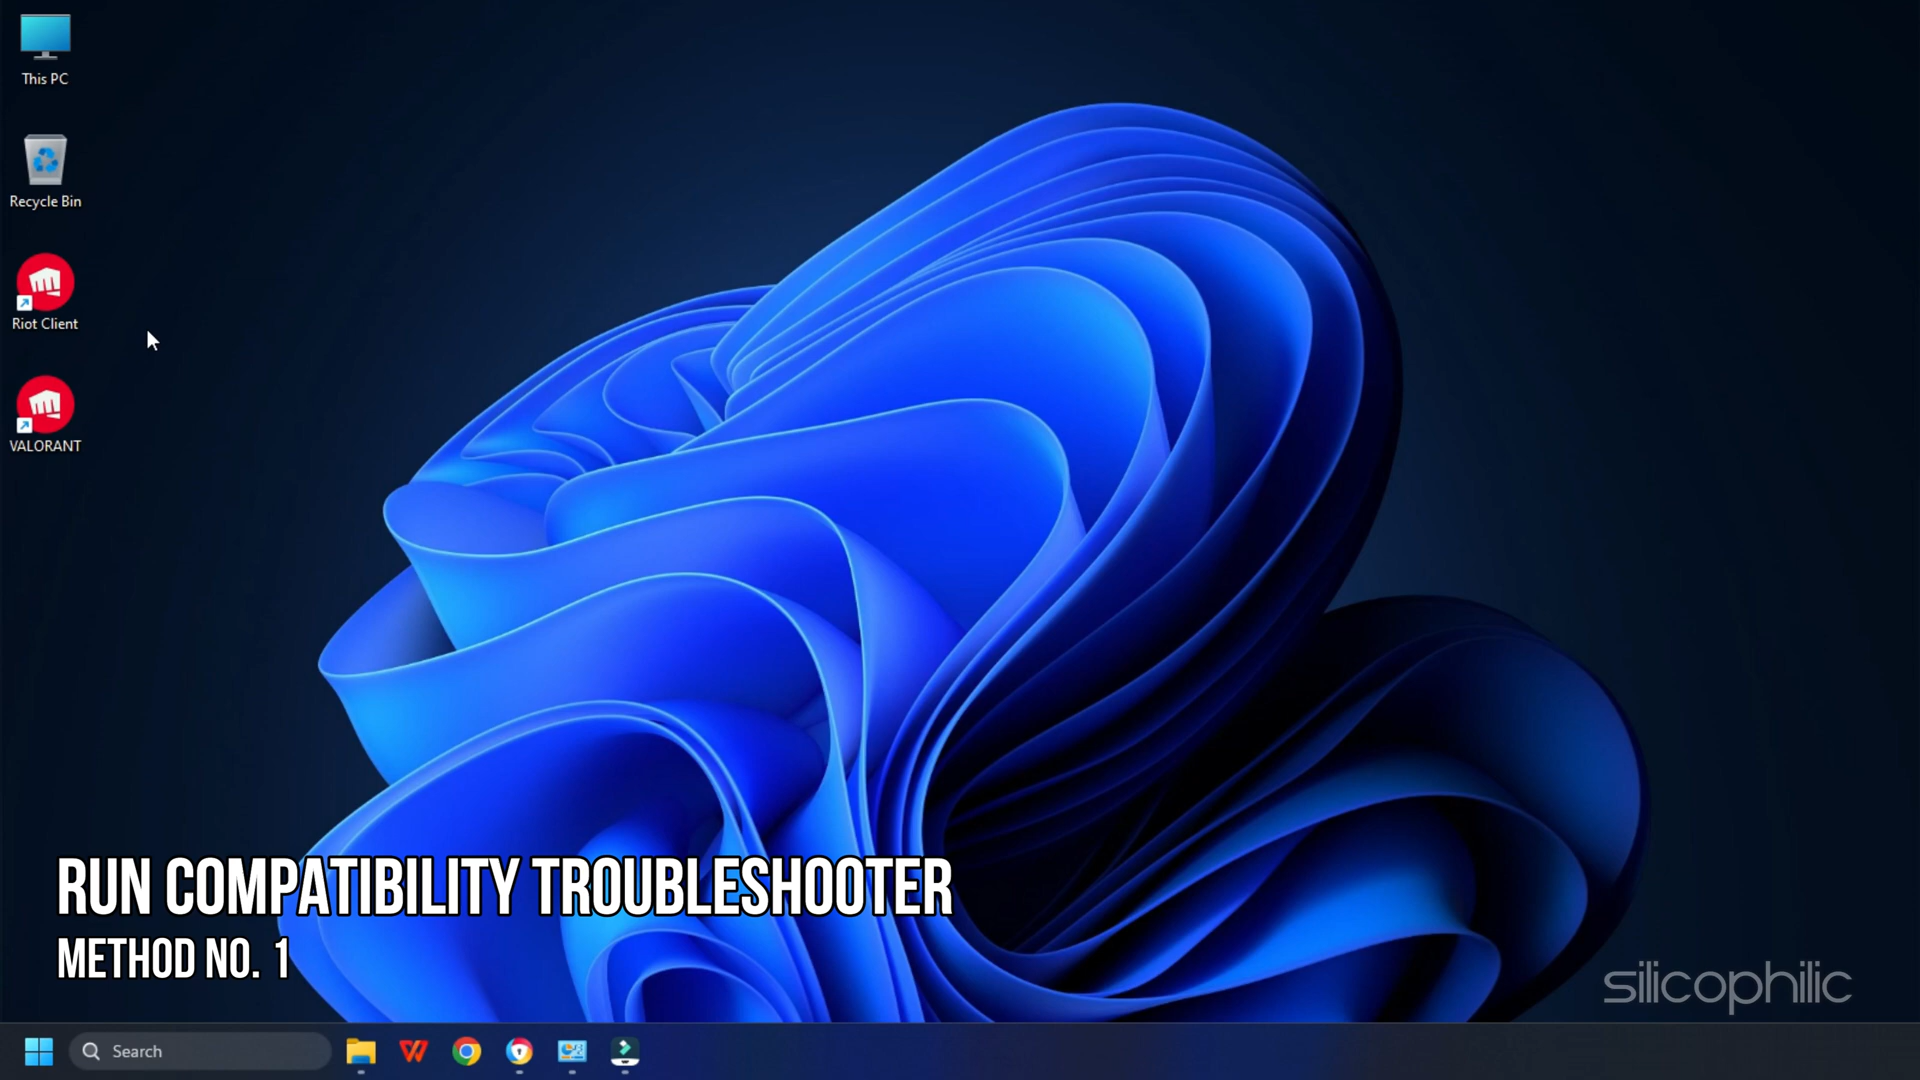 This PC
Recycle Bin
Riot Client
VALORANT
RUN COMPATIBILITY TROUBLESHOOTER
METHOD NO. 1
silicophilic
Search